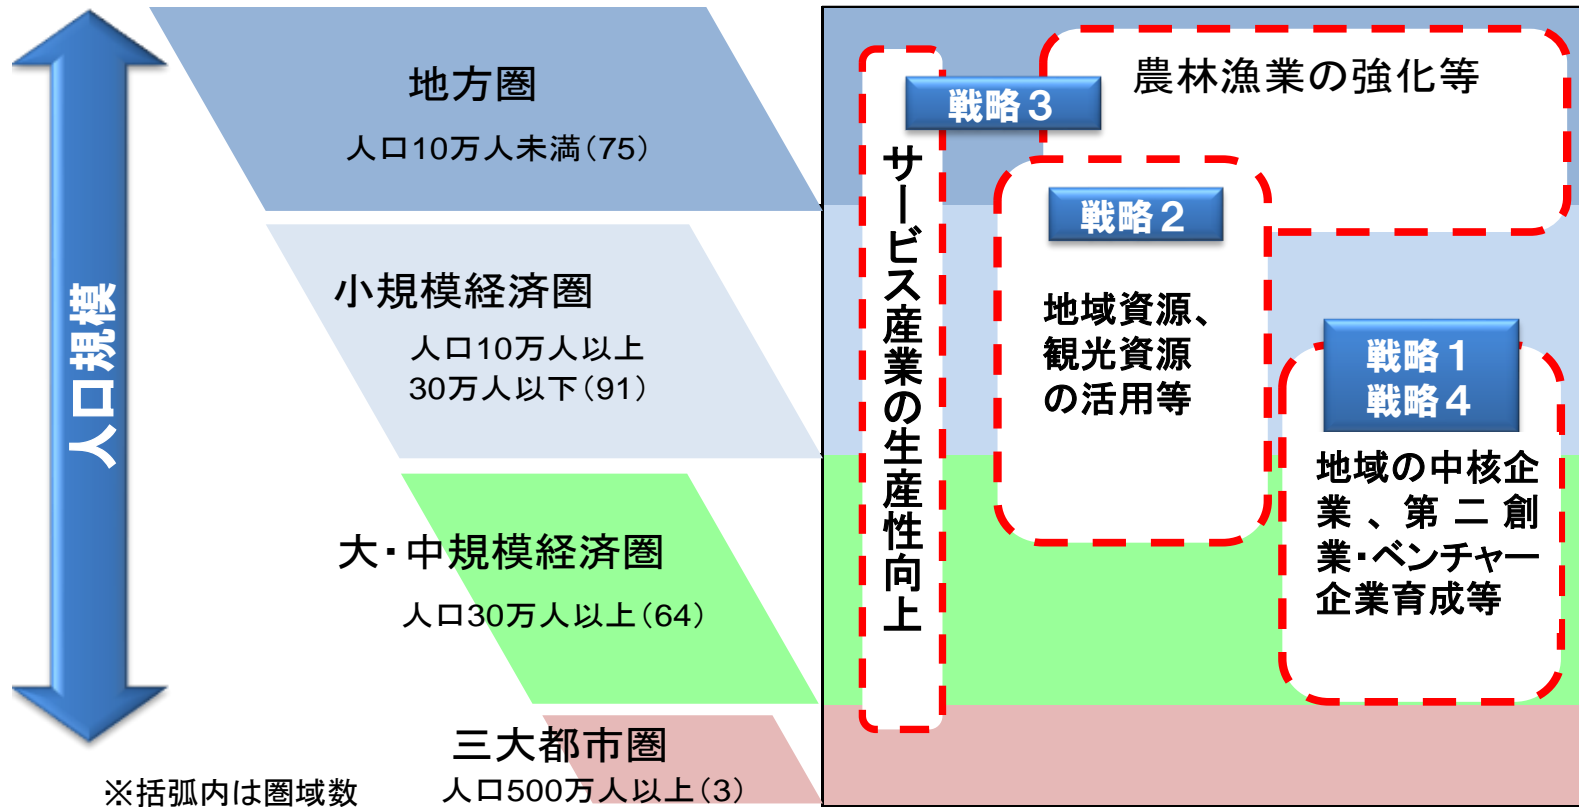 人口規模
地方圏
人口10万人未満(75)
小規模経済圏
人口10万人以上
30万人以下(91)
大・中規模経済圏
人口30万人以上(64)
三大都市圏
人口500万人以上(3)
※括弧内は圏域数
戦略3
サービス産業の生産性向上
農林漁業の強化等
戦略2
地域資源、
観光資源
の活用等
戦略1
戦略4
地域の中核企
業、第二創
業・ベンチャー
企業育成等